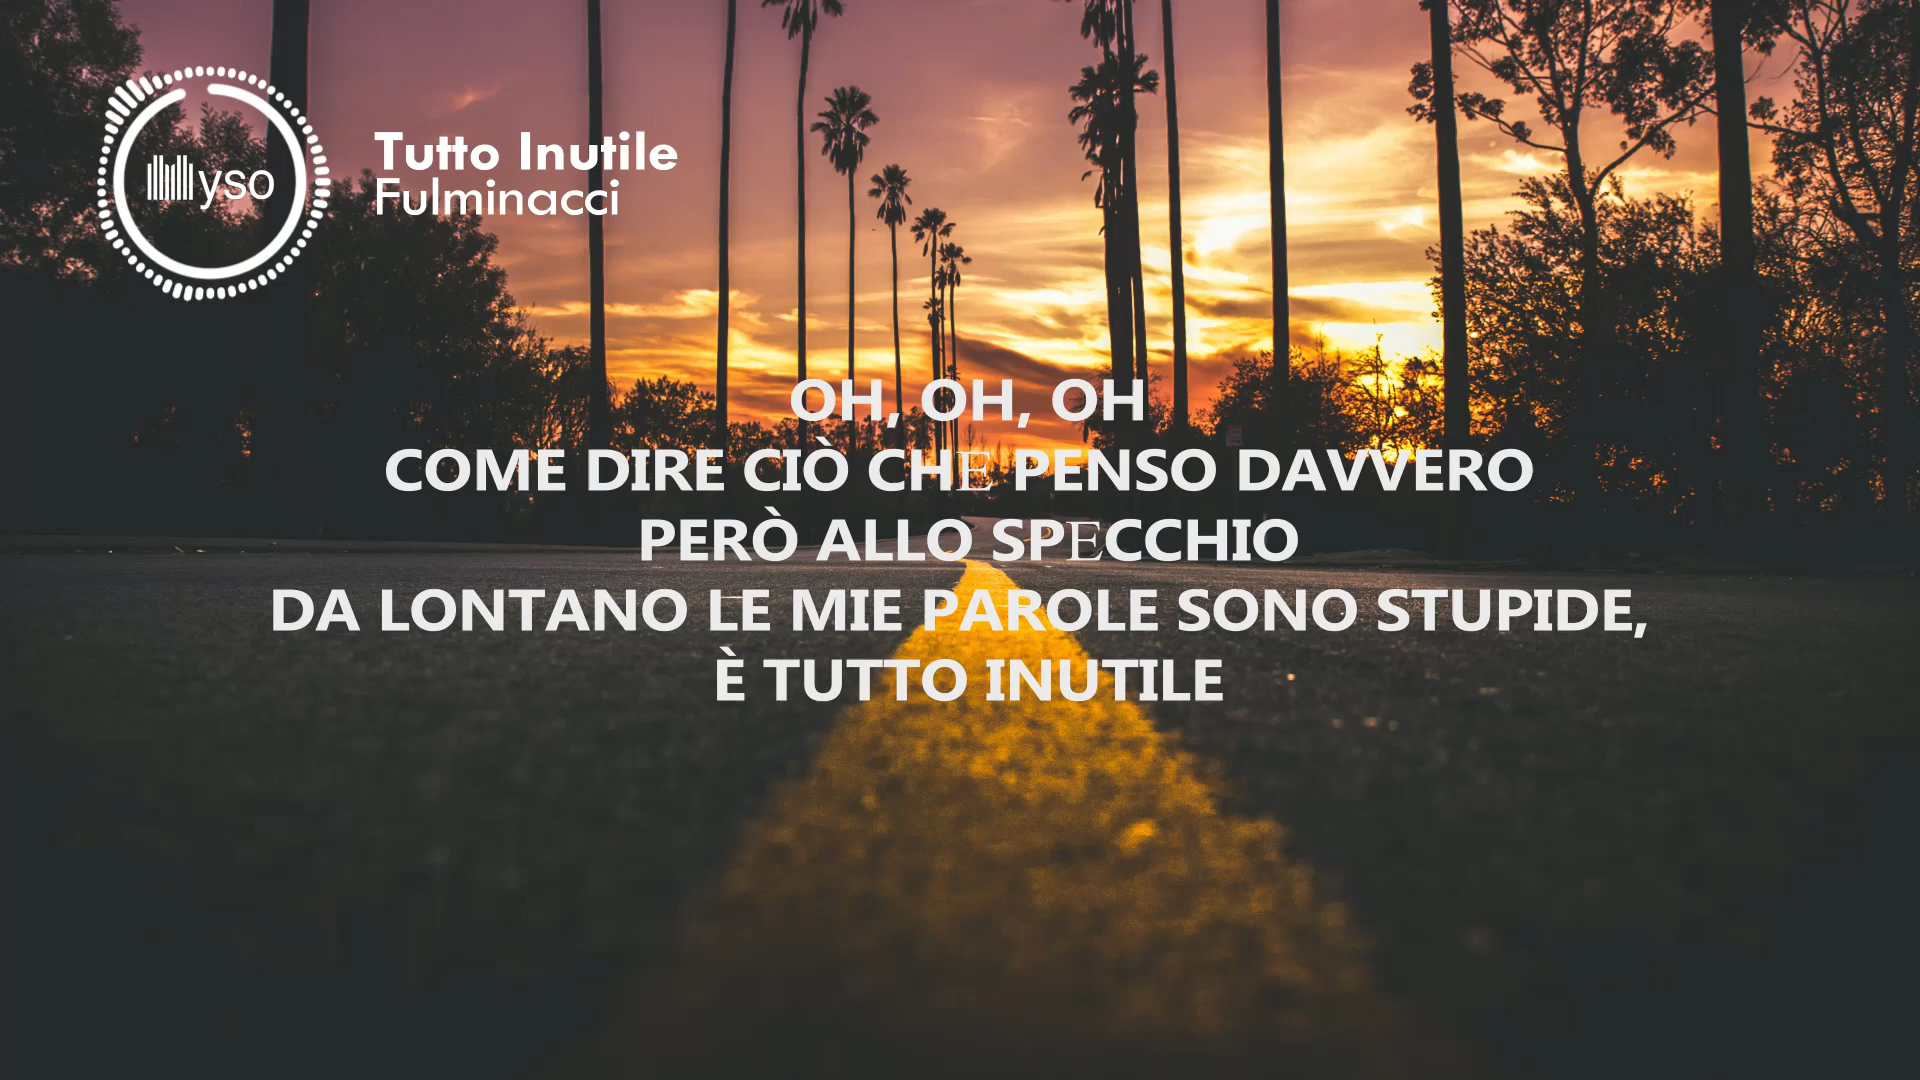 Tutto Inutile
Fulminacci
yso
OH, OH, OH
COME DIRE CIÒ CHE PENSO DAVVERO
PERÒ ALLO SPECCHIO
DA LONTANO LE MIE PAROLE SONO STUPIDE,
È TUTTO INUTILE